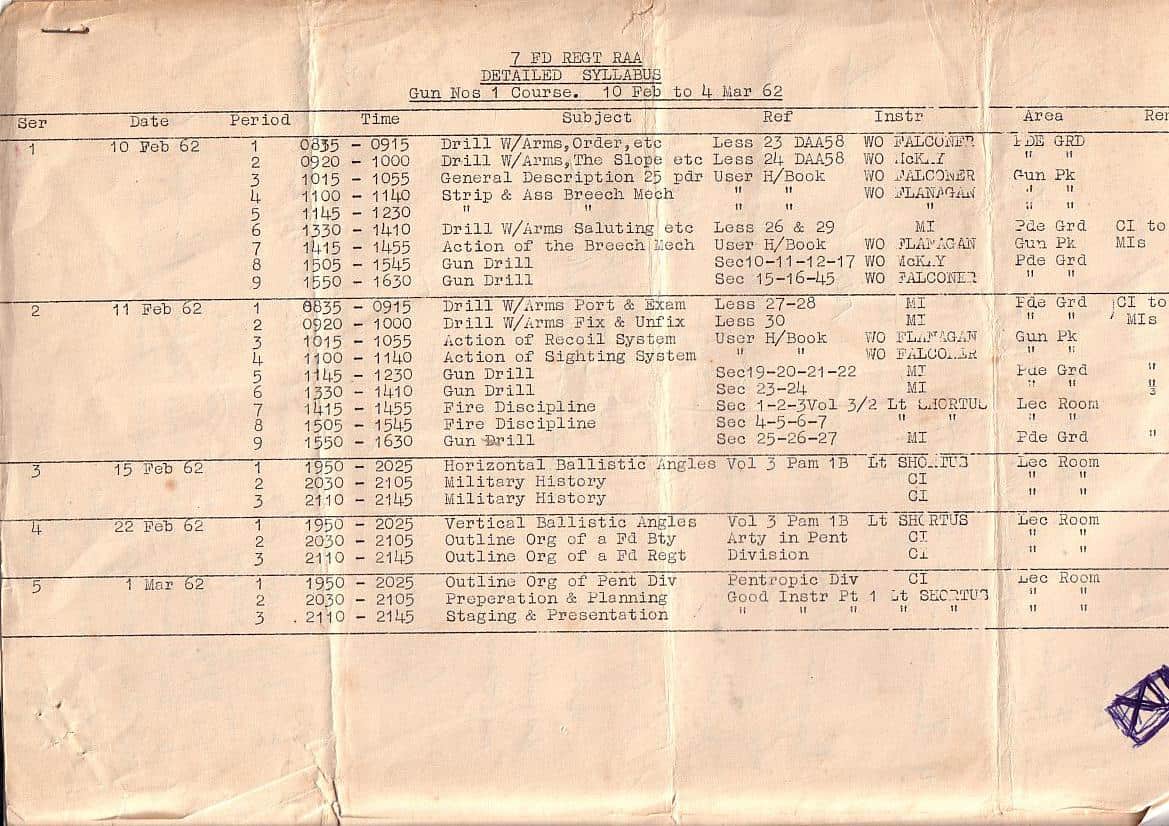 7 FD REGT RAA
DETAILED SYLLABUS
Gun Nos 1 Course. 10 Feb to 4 Mar 62
Ser Date Period Time Subject Ref Instr Area
1 10 Feb 62 1 0835 - 0915 Drill W/Arms,Order,etc Less 23 DAA58 WO FALCONER PDE GRD
2 0920 - 1000 Drill W/Arms,The Slope etc Less 24 DAA58 WO " "
3 1015 - 1055 General Description 25 pdr User H/Book WO FALCONER Gun Pk
4 1100 - 1140 Strip & Ass Breech Mech " " WO FLANAGAN " "
5 1145 - 1230 " " " " " " "
6 1330 - 1410 Drill W/Arms Saluting etc Less 26 & 29 MI Pde Grd CI to
7 1415 - 1455 Action of the Breech Mech User H/Book WO FLANAGAN Gun Pk MIs
8 1505 - 1545 Gun Drill Sec10-11-12-17 WO Pde Grd
9 1550 - 1630 Gun Drill Sec 15-16-45 WO FALCONER " "
2 11 Feb 62 1 0835 - 0915 Drill W/Arms Port & Exam Less 27-28 MI Pde Grd CI to
2 0920 - 1000 Drill W/Arms Fix & Unfix Less 30 MI " " MIs
3 1015 - 1055 Action of Recoil System User H/Book WO FLANAGAN Gun Pk
4 1100 - 1140 Action of Sighting System " " WO FALCONER " "
5 1145 - 1230 Gun Drill Sec19-20-21-22 MI Pde Grd "
6 1330 - 1410 Gun Drill Sec 23-24 MI " " "
7 1415 - 1455 Fire Discipline Sec 1-2-3Vol 3/2 Lt SHORTUS Lec Room 3
8 1505 - 1545 Fire Discipline Sec 4-5-6-7 " " " "
9 1550 - 1630 Gun Drill Sec 25-26-27 MI Pde Grd "
3 15 Feb 62 1 1950 - 2025 Horizontal Ballistic Angles Vol 3 Pam 1B Lt SHORTUS Lec Room
2 2030 - 2105 Military History CI " "
3 2110 - 2145 Military History CI " "
4 22 Feb 62 1 1950 - 2025 Vertical Ballistic Angles Vol 3 Pam 1B Lt SHORTUS Lec Room
2 2030 - 2105 Outline Org of a Fd Bty Arty in Pent CI " "
3 2110 - 2145 Outline Org of a Fd Regt Division CI " "
5 1 Mar 62 1 1950 - 2025 Outline Org of Pent Div Pentropic Div CI Lec Room
2 2030 - 2105 Preperation & Planning Good Instr Pt 1 Lt SHORTUS " "
3 . 2110 - 2145 Staging & Presentation " " " " " " "